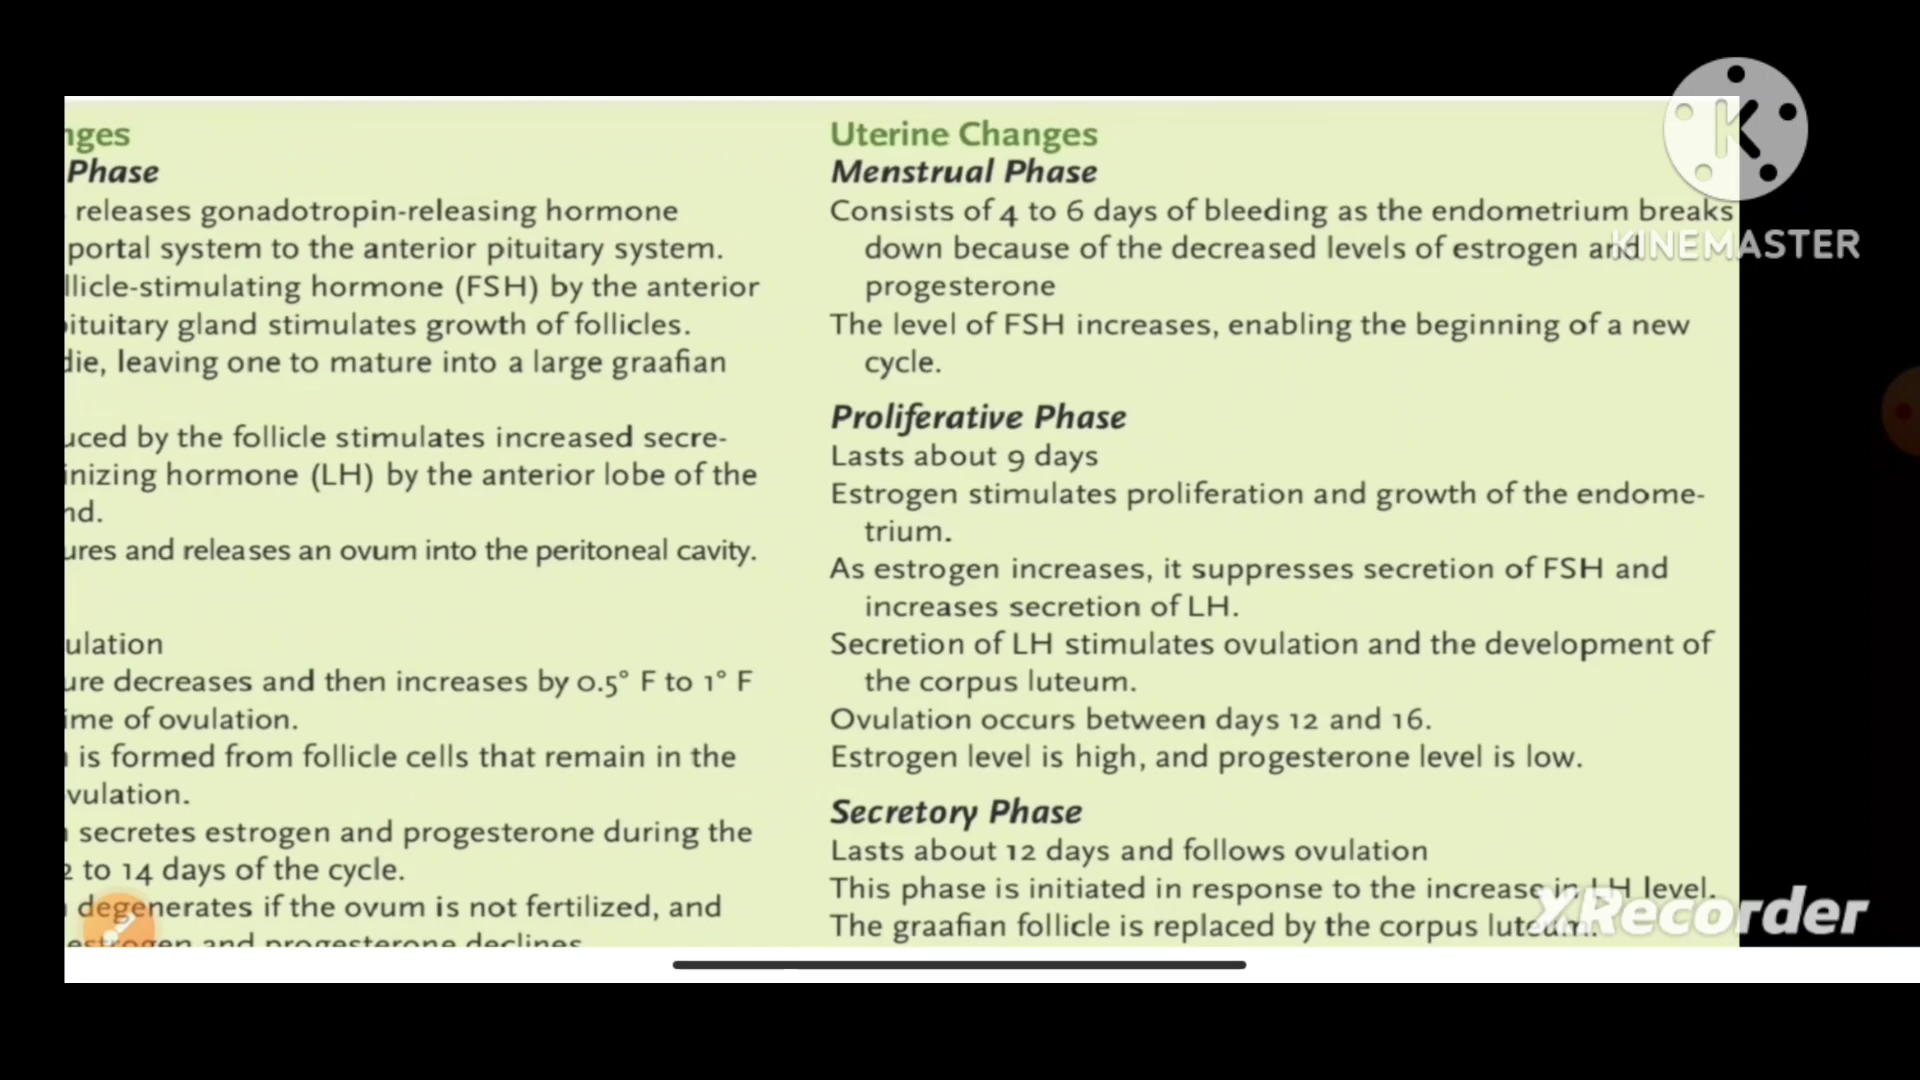 nges
Phase
releases gonadotropin-releasing hormone
portal system to the anterior pituitary system.
llicle-stimulating hormone (FSH) by the anterior
pituitary gland stimulates growth of follicles.
die, leaving one to mature into a large graafian
uced by the follicle stimulates increased secre-
inizing hormone (LH) by the anterior lobe of the
nd.
ures and releases an ovum into the peritoneal cavity.
ulation
ure decreases and then increases by 0.5° F to 1° F
ime of ovulation.
is formed from follicle cells that remain in the
vulation.
secretes estrogen and progesterone during the
2 to 14 days of the cycle.
degenerates if the ovum is not fertilized, and
estrogen and progesterone declines
Uterine Changes
Menstrual Phase
Consists of 4 to 6 days of bleeding as the endometrium breaks
down because of the decreased levels of estrogen and
progesterone
The level of FSH increases, enabling the beginning of a new
cycle.
Proliferative Phase
Lasts about 9 days
Estrogen stimulates proliferation and growth of the endome-
trium.
As estrogen increases, it suppresses secretion of FSH and
increases secretion of LH.
Secretion of LH stimulates ovulation and the development of
the corpus luteum.
Ovulation occurs between days 12 and 16.
Estrogen level is high, and progesterone level is low.
Secretory Phase
Lasts about 12 days and follows ovulation
This phase is initiated in response to the increase in LH level.
The graafian follicle is replaced by the corpus luteum.
K
KINEMASTER
XRecorder